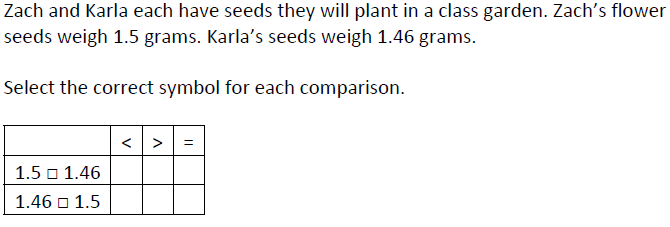 Zach and Karla each have seeds they will plant in a class garden. Zach’s flower
seeds weigh 1.5 grams. Karla’s seeds weigh 1.46 grams.
Select the correct symbol for each comparison.
< > =
1.5 □ 1.46
1.46 □ 1.5